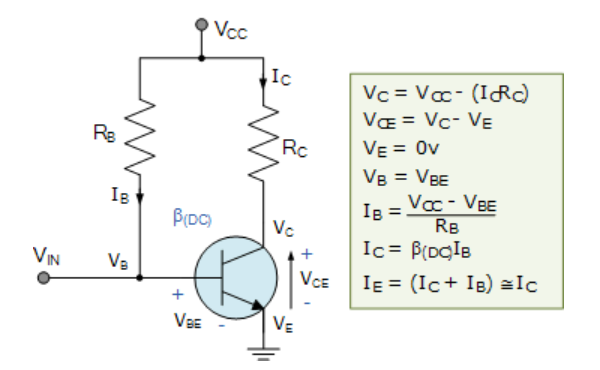 VCC
IC
RB
RC
IB
β(DC)
VC
VIN
VB
+
VCE
-
+
VBE
-
VE
VC = VCC - (ICRC)
VCE = VC - VE
VE = 0v
VB = VBE
IB = VCC - VBE
RB
IC = β(DC)IB
IE = (IC + IB) ≅ IC